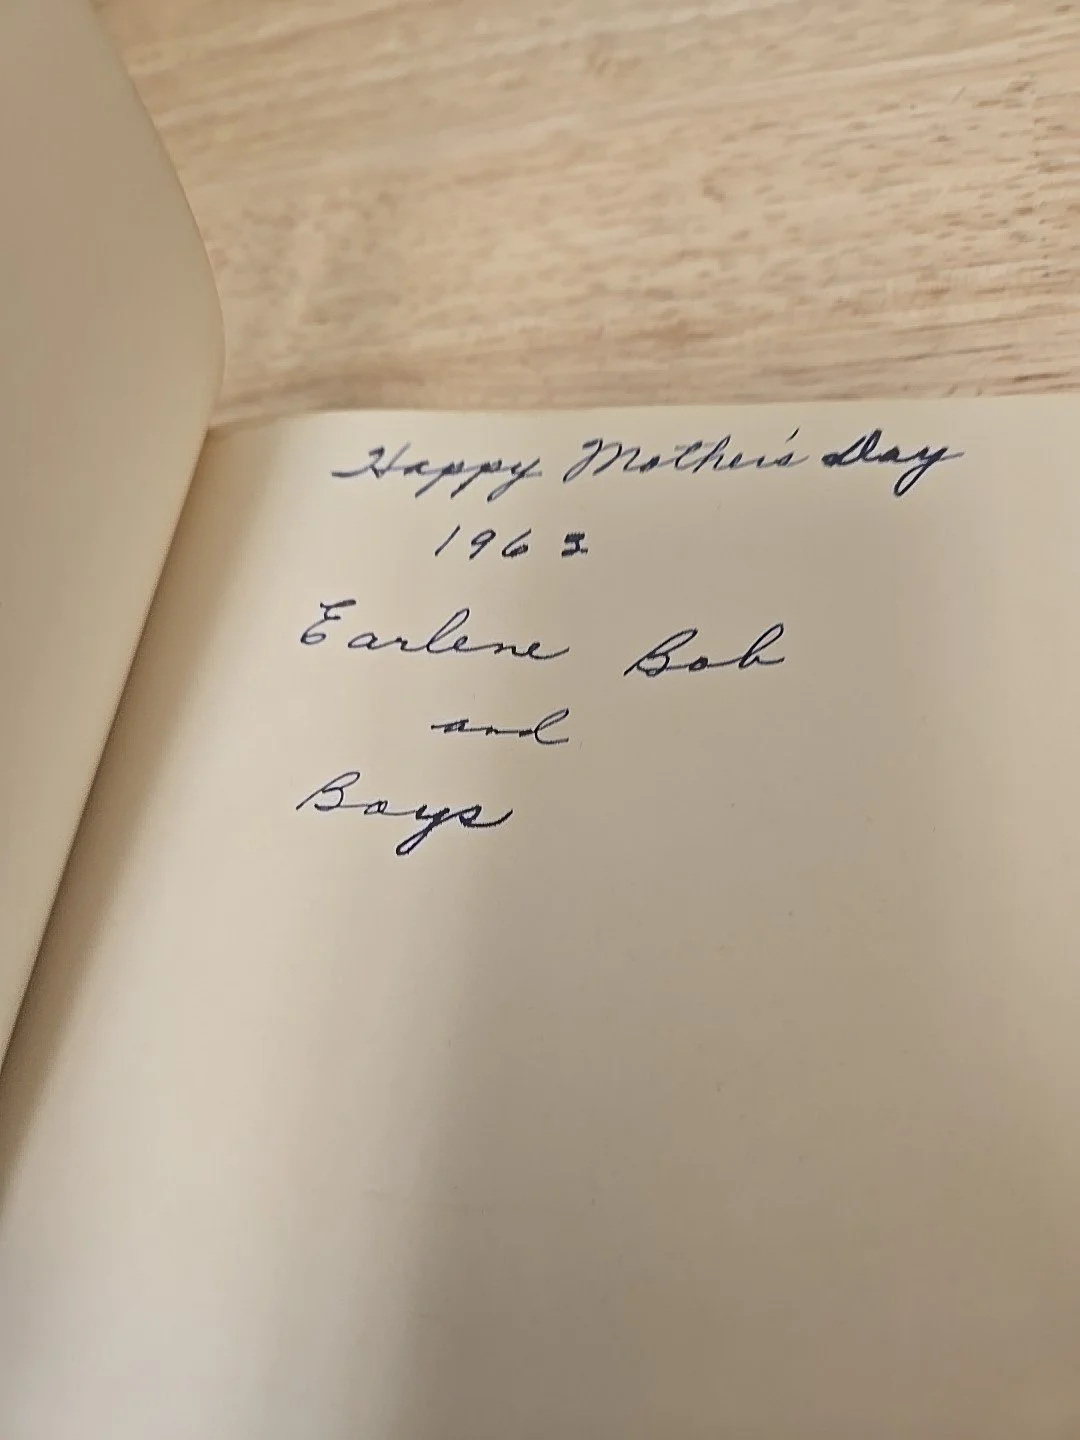 Happy Mother's Day
1963
Earlene Bob
and
Boys